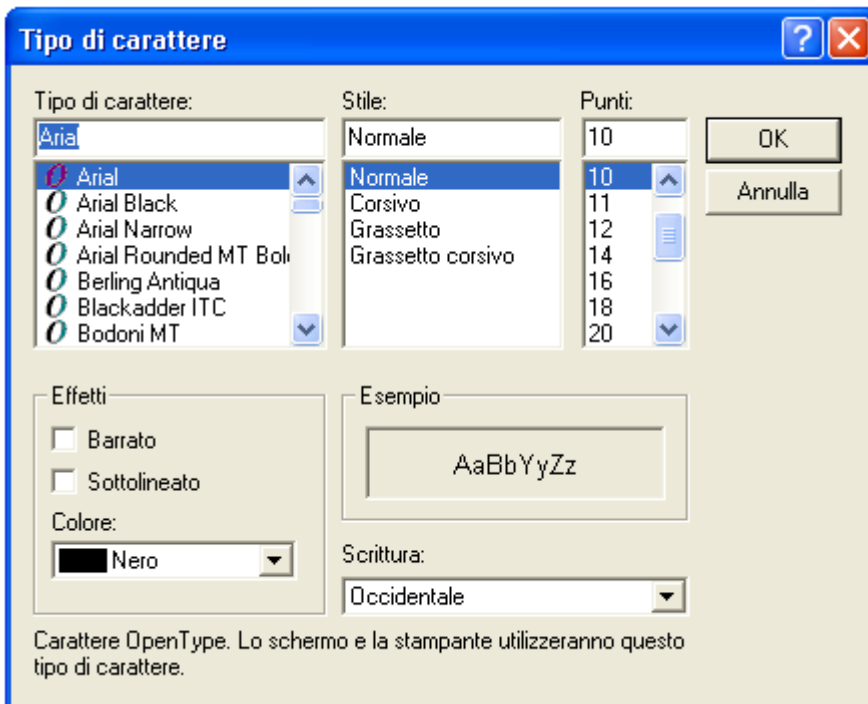 Tipo di carattere
Tipo di carattere:
Arial
Arial
Arial Black
Arial Narrow
Arial Rounded MT Bol
Berling Antiqua
Blackadder ITC
Bodoni MT
Stile:
Normale
Normale
Corsivo
Grassetto
Grassetto corsivo
Punti:
10
10
11
12
14
16
18
20
OK
Annulla
Effetti
Barrato
Sottolineato
Colore:
Nero
Esempio
AaBbYyZz
Scrittura:
Occidentale
Carattere OpenType. Lo schermo e la stampante utilizzeranno questo
tipo di carattere.